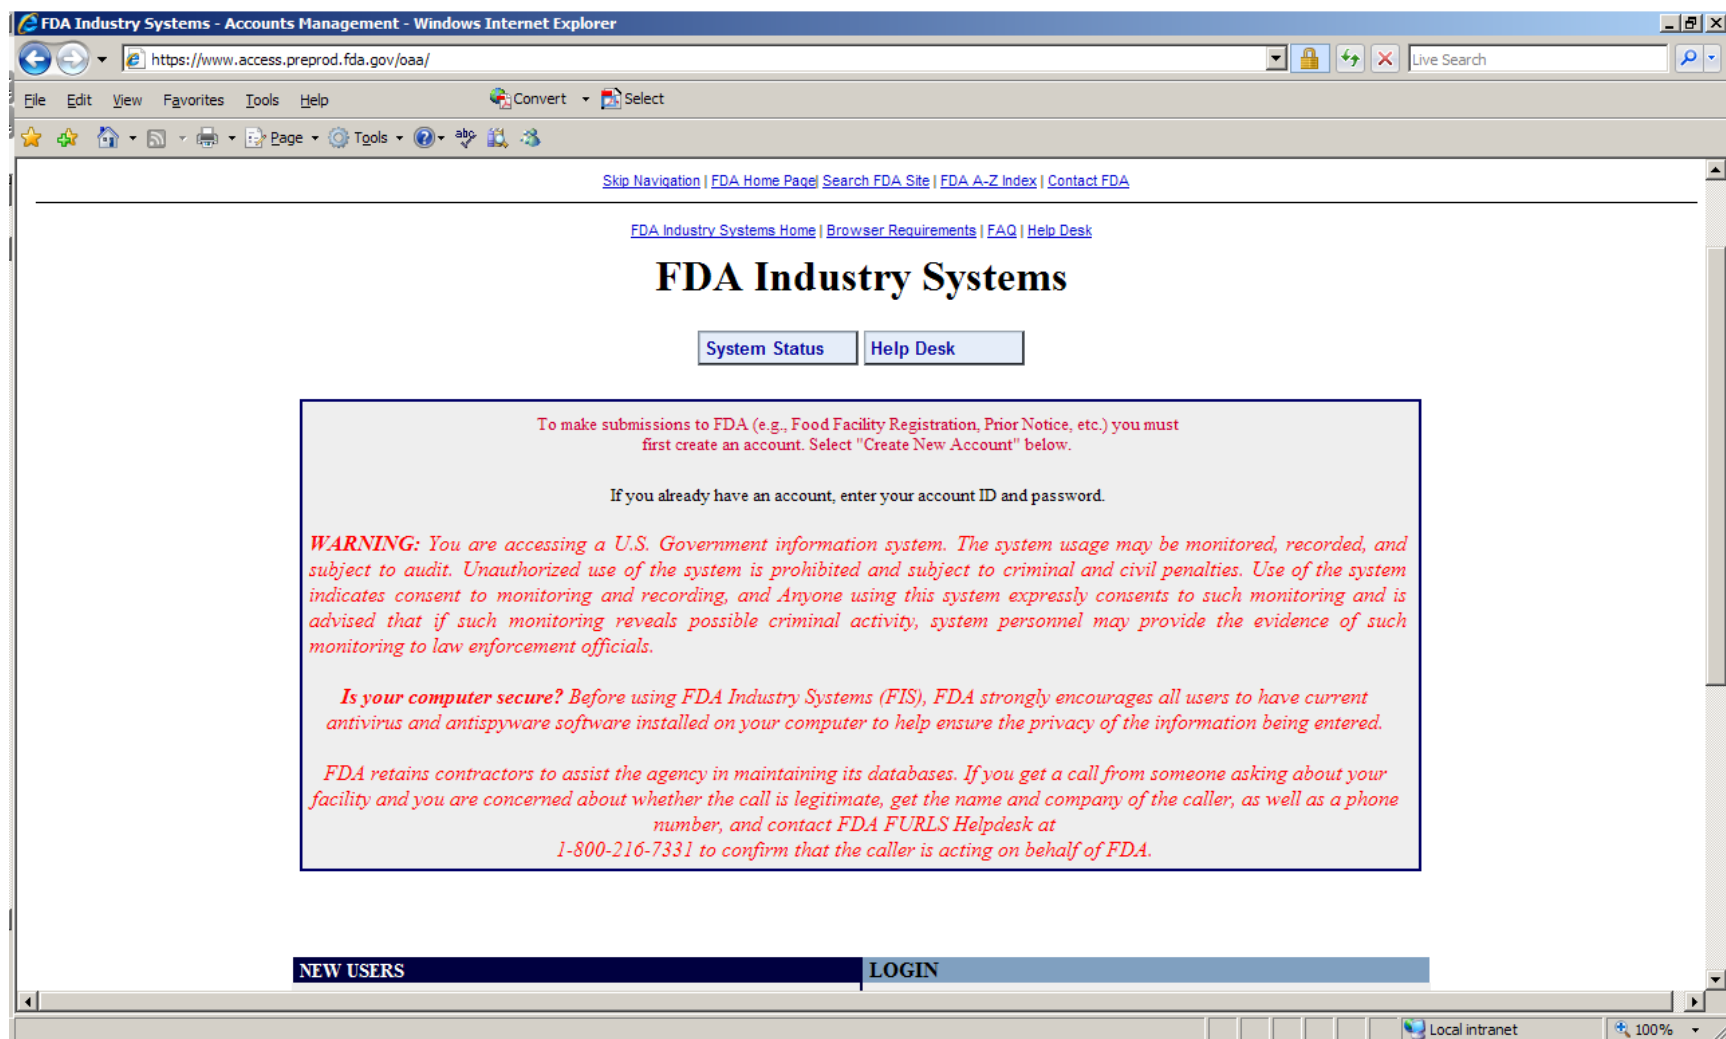 FDA Industry Systems - Accounts Management - Windows Internet Explorer
https://www.access.preprod.fda.gov/oaa/
Live Search
File Edit View Favorites Tools Help Convert Select
Page Tools
Skip Navigation | FDA Home Page| Search FDA Site | FDA A-Z Index | Contact FDA
FDA Industry Systems Home | Browser Requirements | FAQ | Help Desk
FDA Industry Systems
System Status Help Desk
To make submissions to FDA (e.g., Food Facility Registration, Prior Notice, etc.) you must
first create an account. Select "Create New Account" below.
If you already have an account, enter your account ID and password.
WARNING: You are accessing a U.S. Government information system. The system usage may be monitored, recorded, and
subject to audit. Unauthorized use of the system is prohibited and subject to criminal and civil penalties. Use of the system
indicates consent to monitoring and recording, and Anyone using this system expressly consents to such monitoring and is
advised that if such monitoring reveals possible criminal activity, system personnel may provide the evidence of such
monitoring to law enforcement officials.
Is your computer secure? Before using FDA Industry Systems (FIS), FDA strongly encourages all users to have current
antivirus and antispyware software installed on your computer to help ensure the privacy of the information being entered.
FDA retains contractors to assist the agency in maintaining its databases. If you get a call from someone asking about your
facility and you are concerned about whether the call is legitimate, get the name and company of the caller, as well as a phone
number, and contact FDA FURLS Helpdesk at
1-800-216-7331 to confirm that the caller is acting on behalf of FDA.
NEW USERS LOGIN
Local intranet 100%